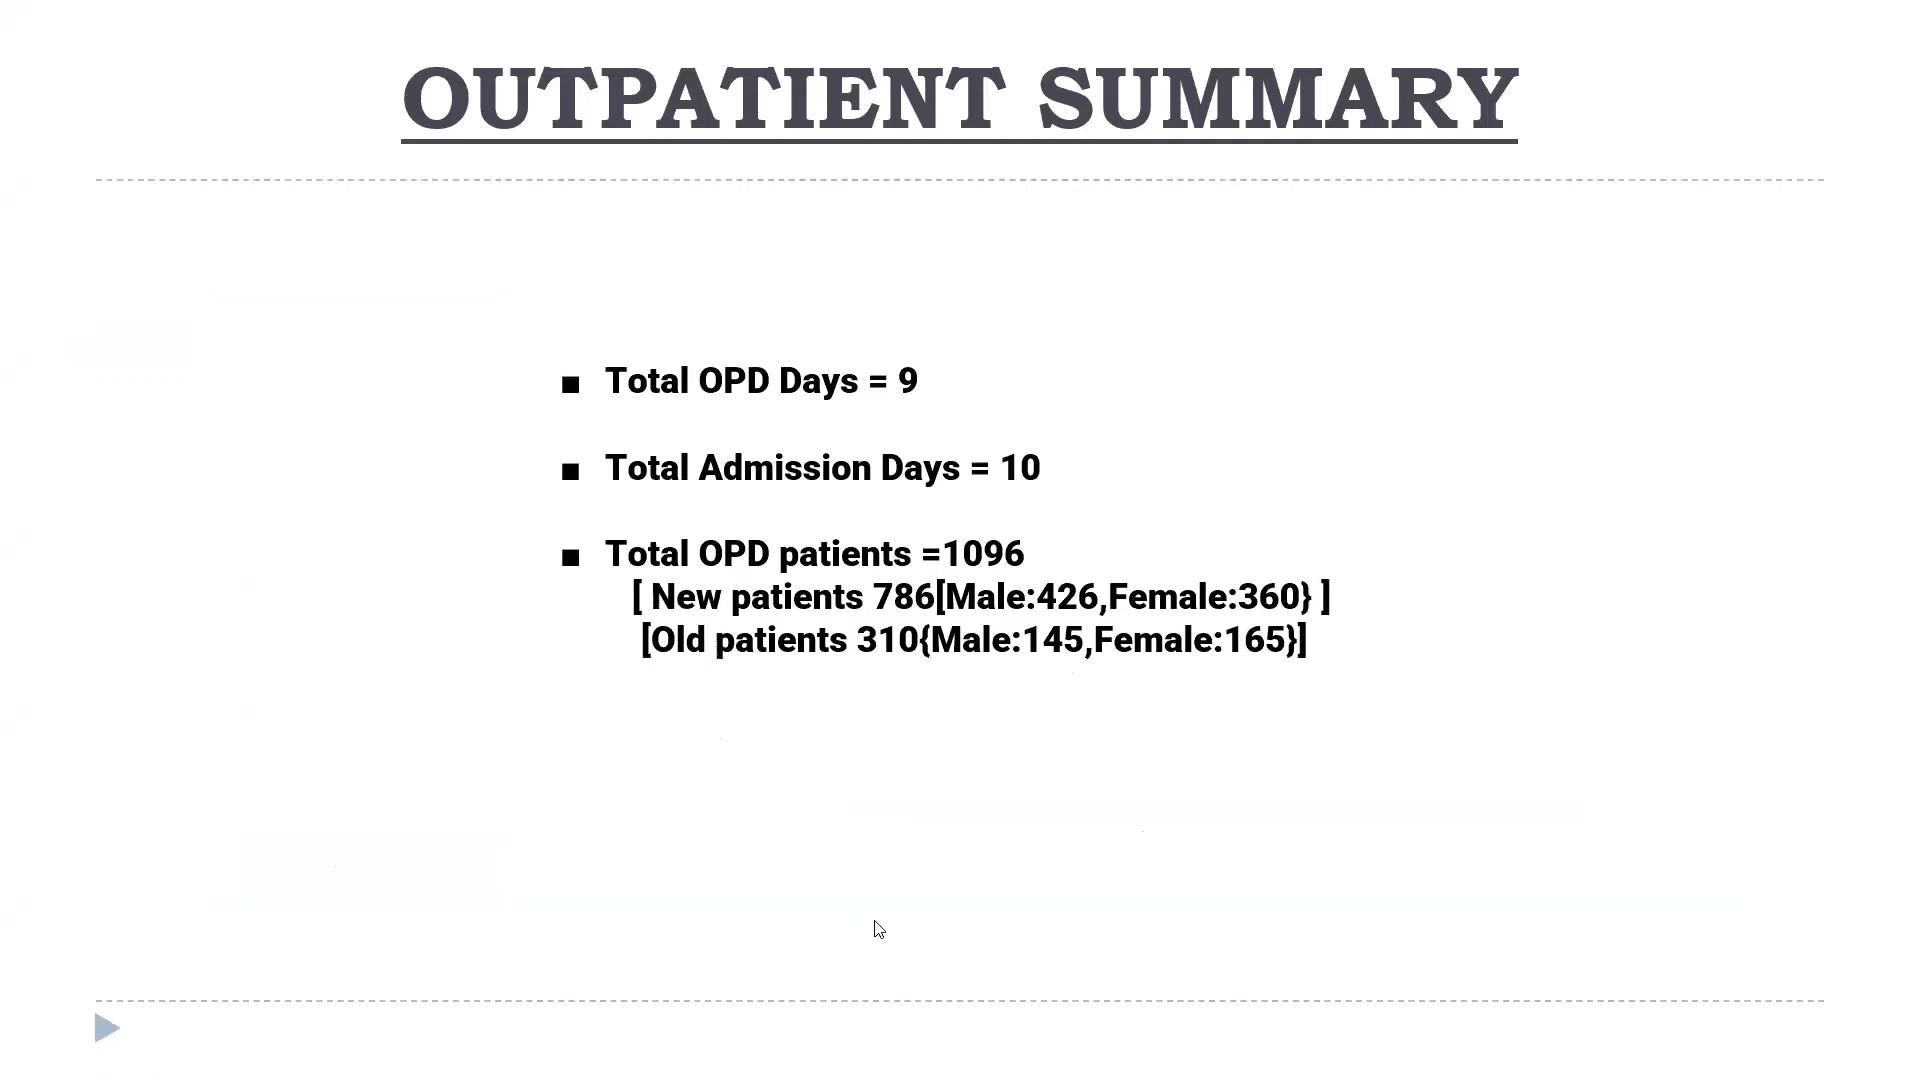 OUTPATIENT SUMMARY
▪ Total OPD Days = 9
▪ Total Admission Days = 10
▪ Total OPD patients =1096
[ New patients 786[Male:426,Female:360} ]
[Old patients 310{Male:145,Female:165}]